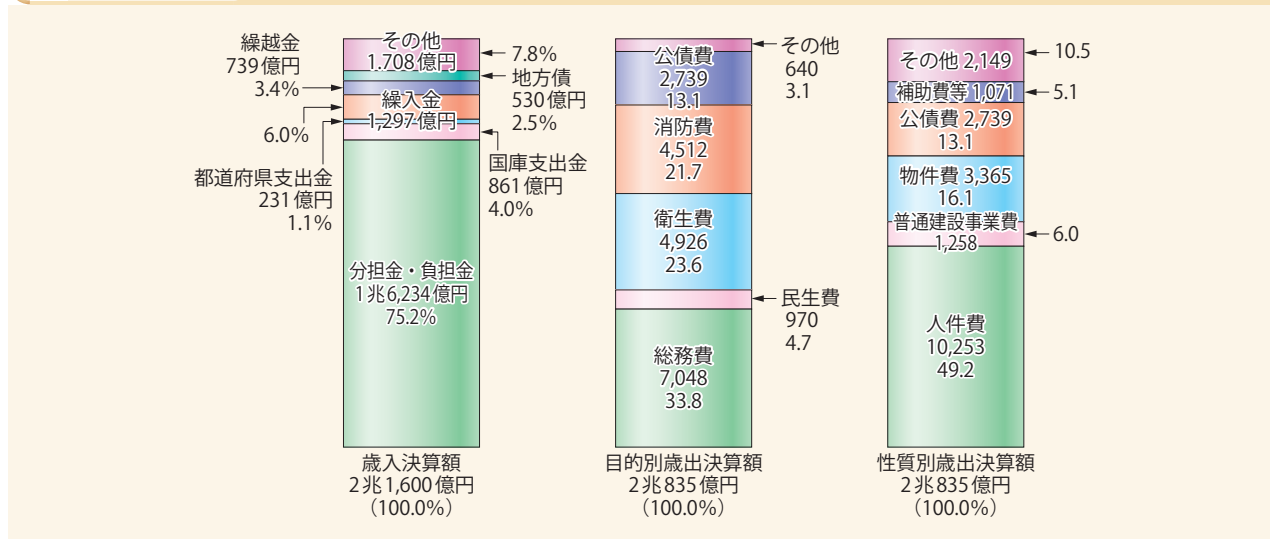 繰越金
739億円
3.4%
6.0%
都道府県支出金
231億円
1.1%
その他
1.708億円
繰入金
1,297億円
分担金・負担金
1兆6,234億円
75.2%
7.8%
地方債
530億円
2.5%
国庫支出金
861億円
4.0%
歳入決算額
2兆1,600億円
(100.0%)
公債費
2,739
13.1
消防費
4,512
21.7
衛生費
4,926
23.6
総務費
7,048
33.8
その他
640
3.1
民生費
970
4.7
目的別歳出決算額
2兆835億円
(100.0%)
その他 2,149
補助費等 1,071
公債費 2,739
13.1
物件費 3,365
16.1
普通建設事業費
1,258
人件費
10,253
49.2
10.5
5.1
6.0
性質別歳出決算額
2兆835億円
(100.0%)